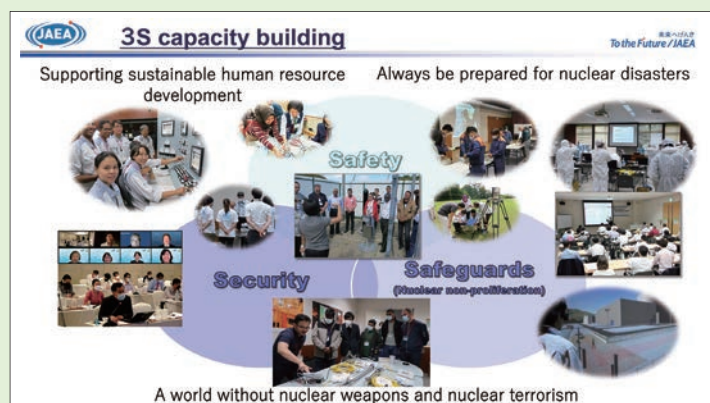 JAEA
3S capacity building
未来へげんき
To the Future / JAEA
Supporting sustainable human resource
development
Always be prepared for nuclear disasters
Safety
Security
Safeguards
(Nuclear non-proliferation)
A world without nuclear weapons and nuclear terrorism